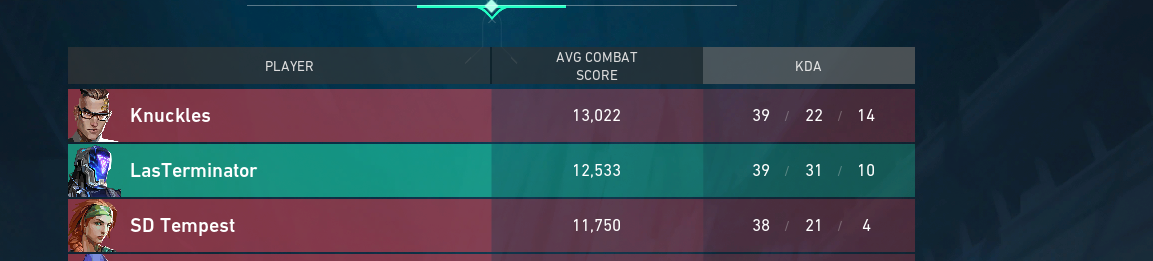 PLAYER AVG COMBAT SCORE KDA
Knuckles 13,022 39 / 22 / 14
LasTerminator 12,533 39 / 31 / 10
SD Tempest 11,750 38 / 21 / 4